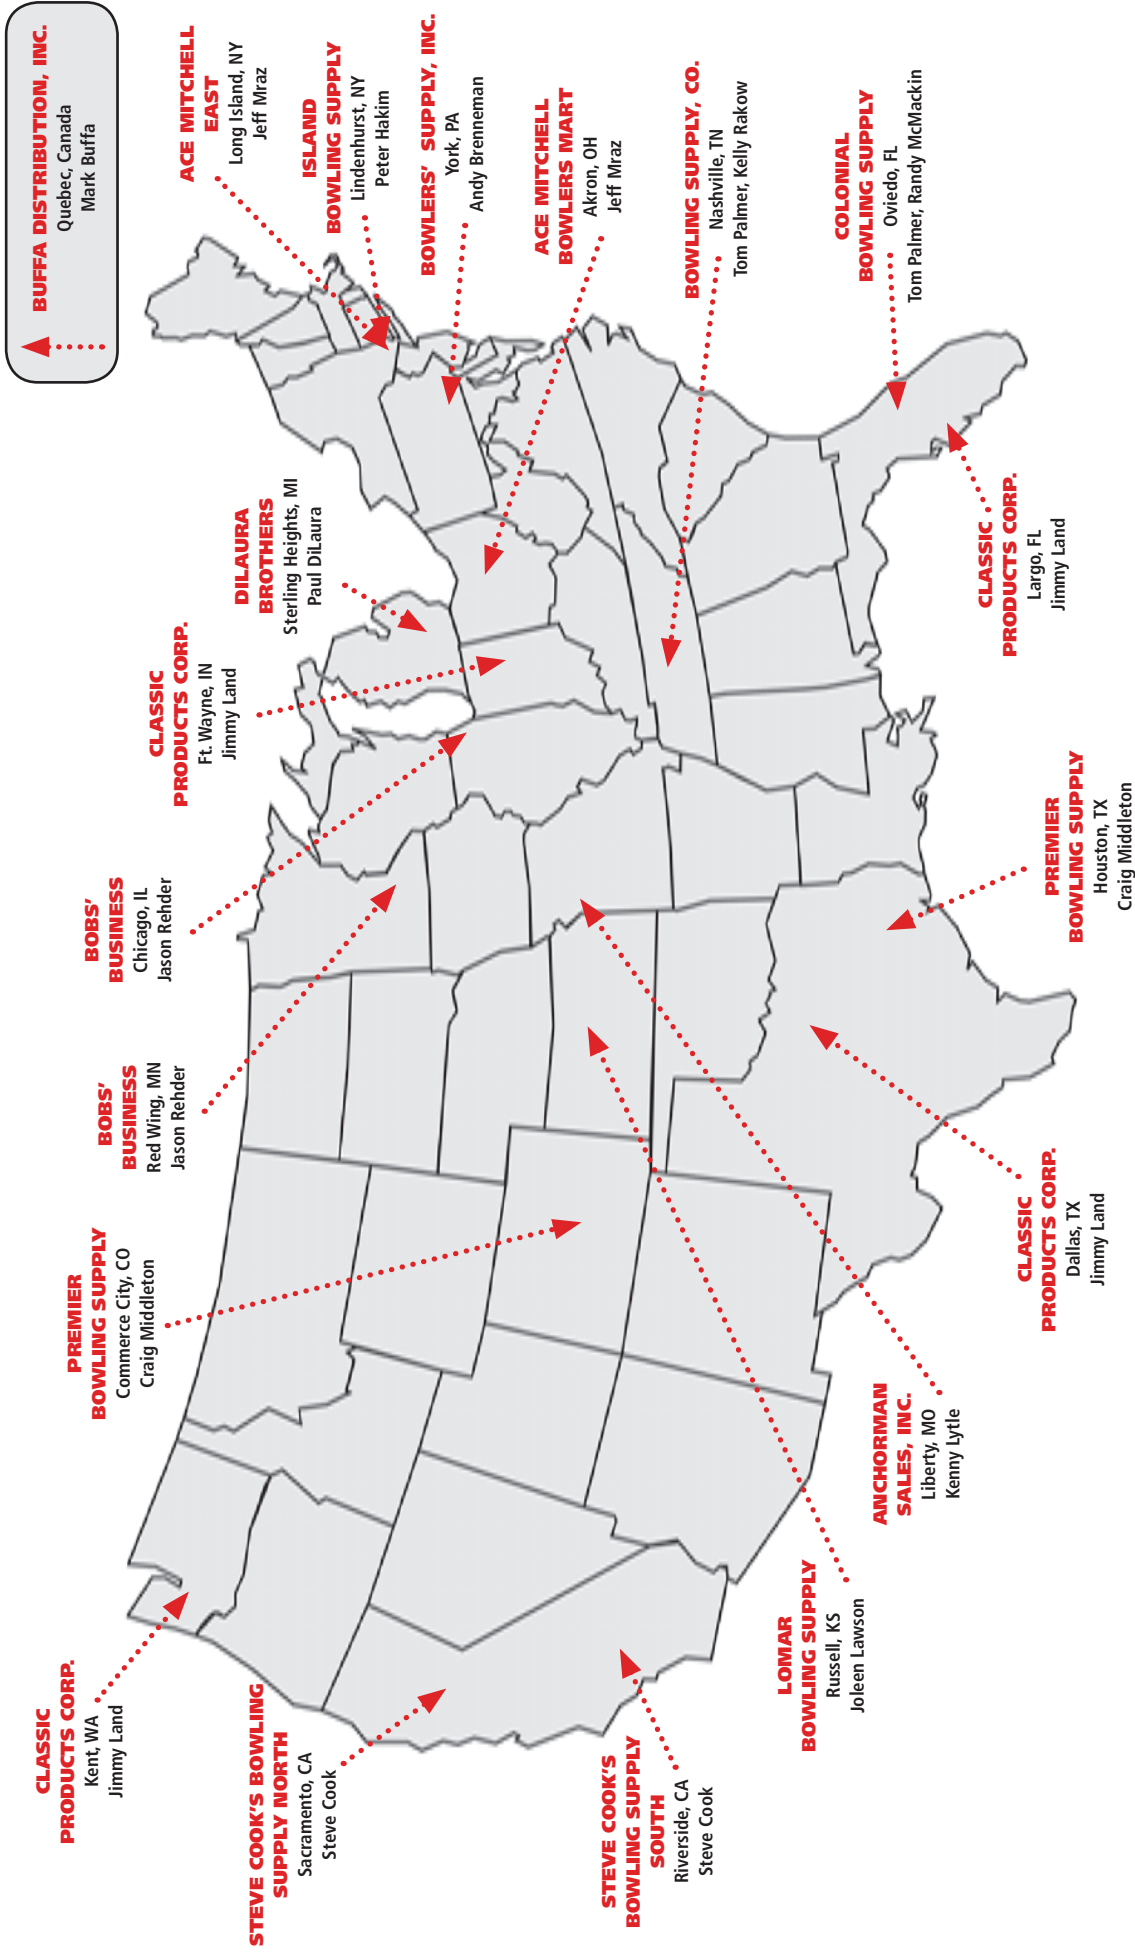 CLASSIC
PRODUCTS CORP.
Kent, WA
Jimmy Land
PREMIER
BOWLING SUPPLY
Commerce City, CO
Craig Middleton
BOBS'
BUSINESS
Red Wing, MN
Jason Rehder
BOBS'
BUSINESS
Chicago, IL
Jason Rehder
CLASSIC
PRODUCTS CORP.
Ft. Wayne, IN
Jimmy Land
DILAURA
BROTHERS
Sterling Heights, MI
Paul DiLaura
BUFFA DISTRIBUTION, INC.
Quebec, Canada
Mark Buffa
ACE MITCHELL
EAST
Long Island, NY
Jeff Mraz
ISLAND
BOWLING SUPPLY
Lindenhurst, NY
Peter Hakim
BOWLERS' SUPPLY, INC.
York, PA
Andy Brenneman
ACE MITCHELL
BOWLERS MART
Akron, OH
Jeff Mraz
BOWLING SUPPLY, CO.
Nashville, TN
Tom Palmer, Kelly Rakow
COLONIAL
BOWLING SUPPLY
Oviedo, FL
Tom Palmer, Randy McMackin
STEVE COOK'S BOWLING
SUPPLY NORTH
Sacramento, CA
Steve Cook
STEVE COOK'S
BOWLING SUPPLY
SOUTH
Riverside, CA
Steve Cook
LOMAR
BOWLING SUPPLY
Russell, KS
Joleen Lawson
ANCHORMAN
SALES, INC.
Liberty, MO
Kenny Lytle
CLASSIC
PRODUCTS CORP.
Dallas, TX
Jimmy Land
PREMIER
BOWLING SUPPLY
Houston, TX
Craig Middleton
CLASSIC
PRODUCTS CORP.
Largo, FL
Jimmy Land